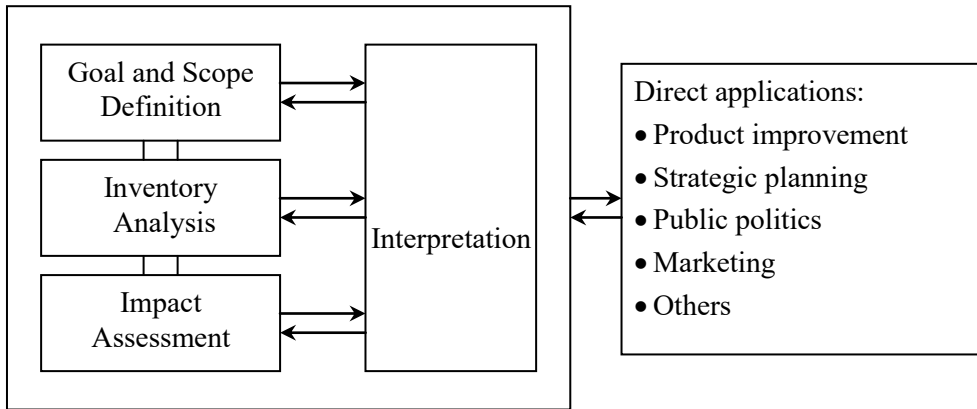 Goal and Scope
Definition
Inventory
Analysis
Impact
Assessment
Interpretation
Direct applications:
• Product improvement
• Strategic planning
• Public politics
• Marketing
• Others